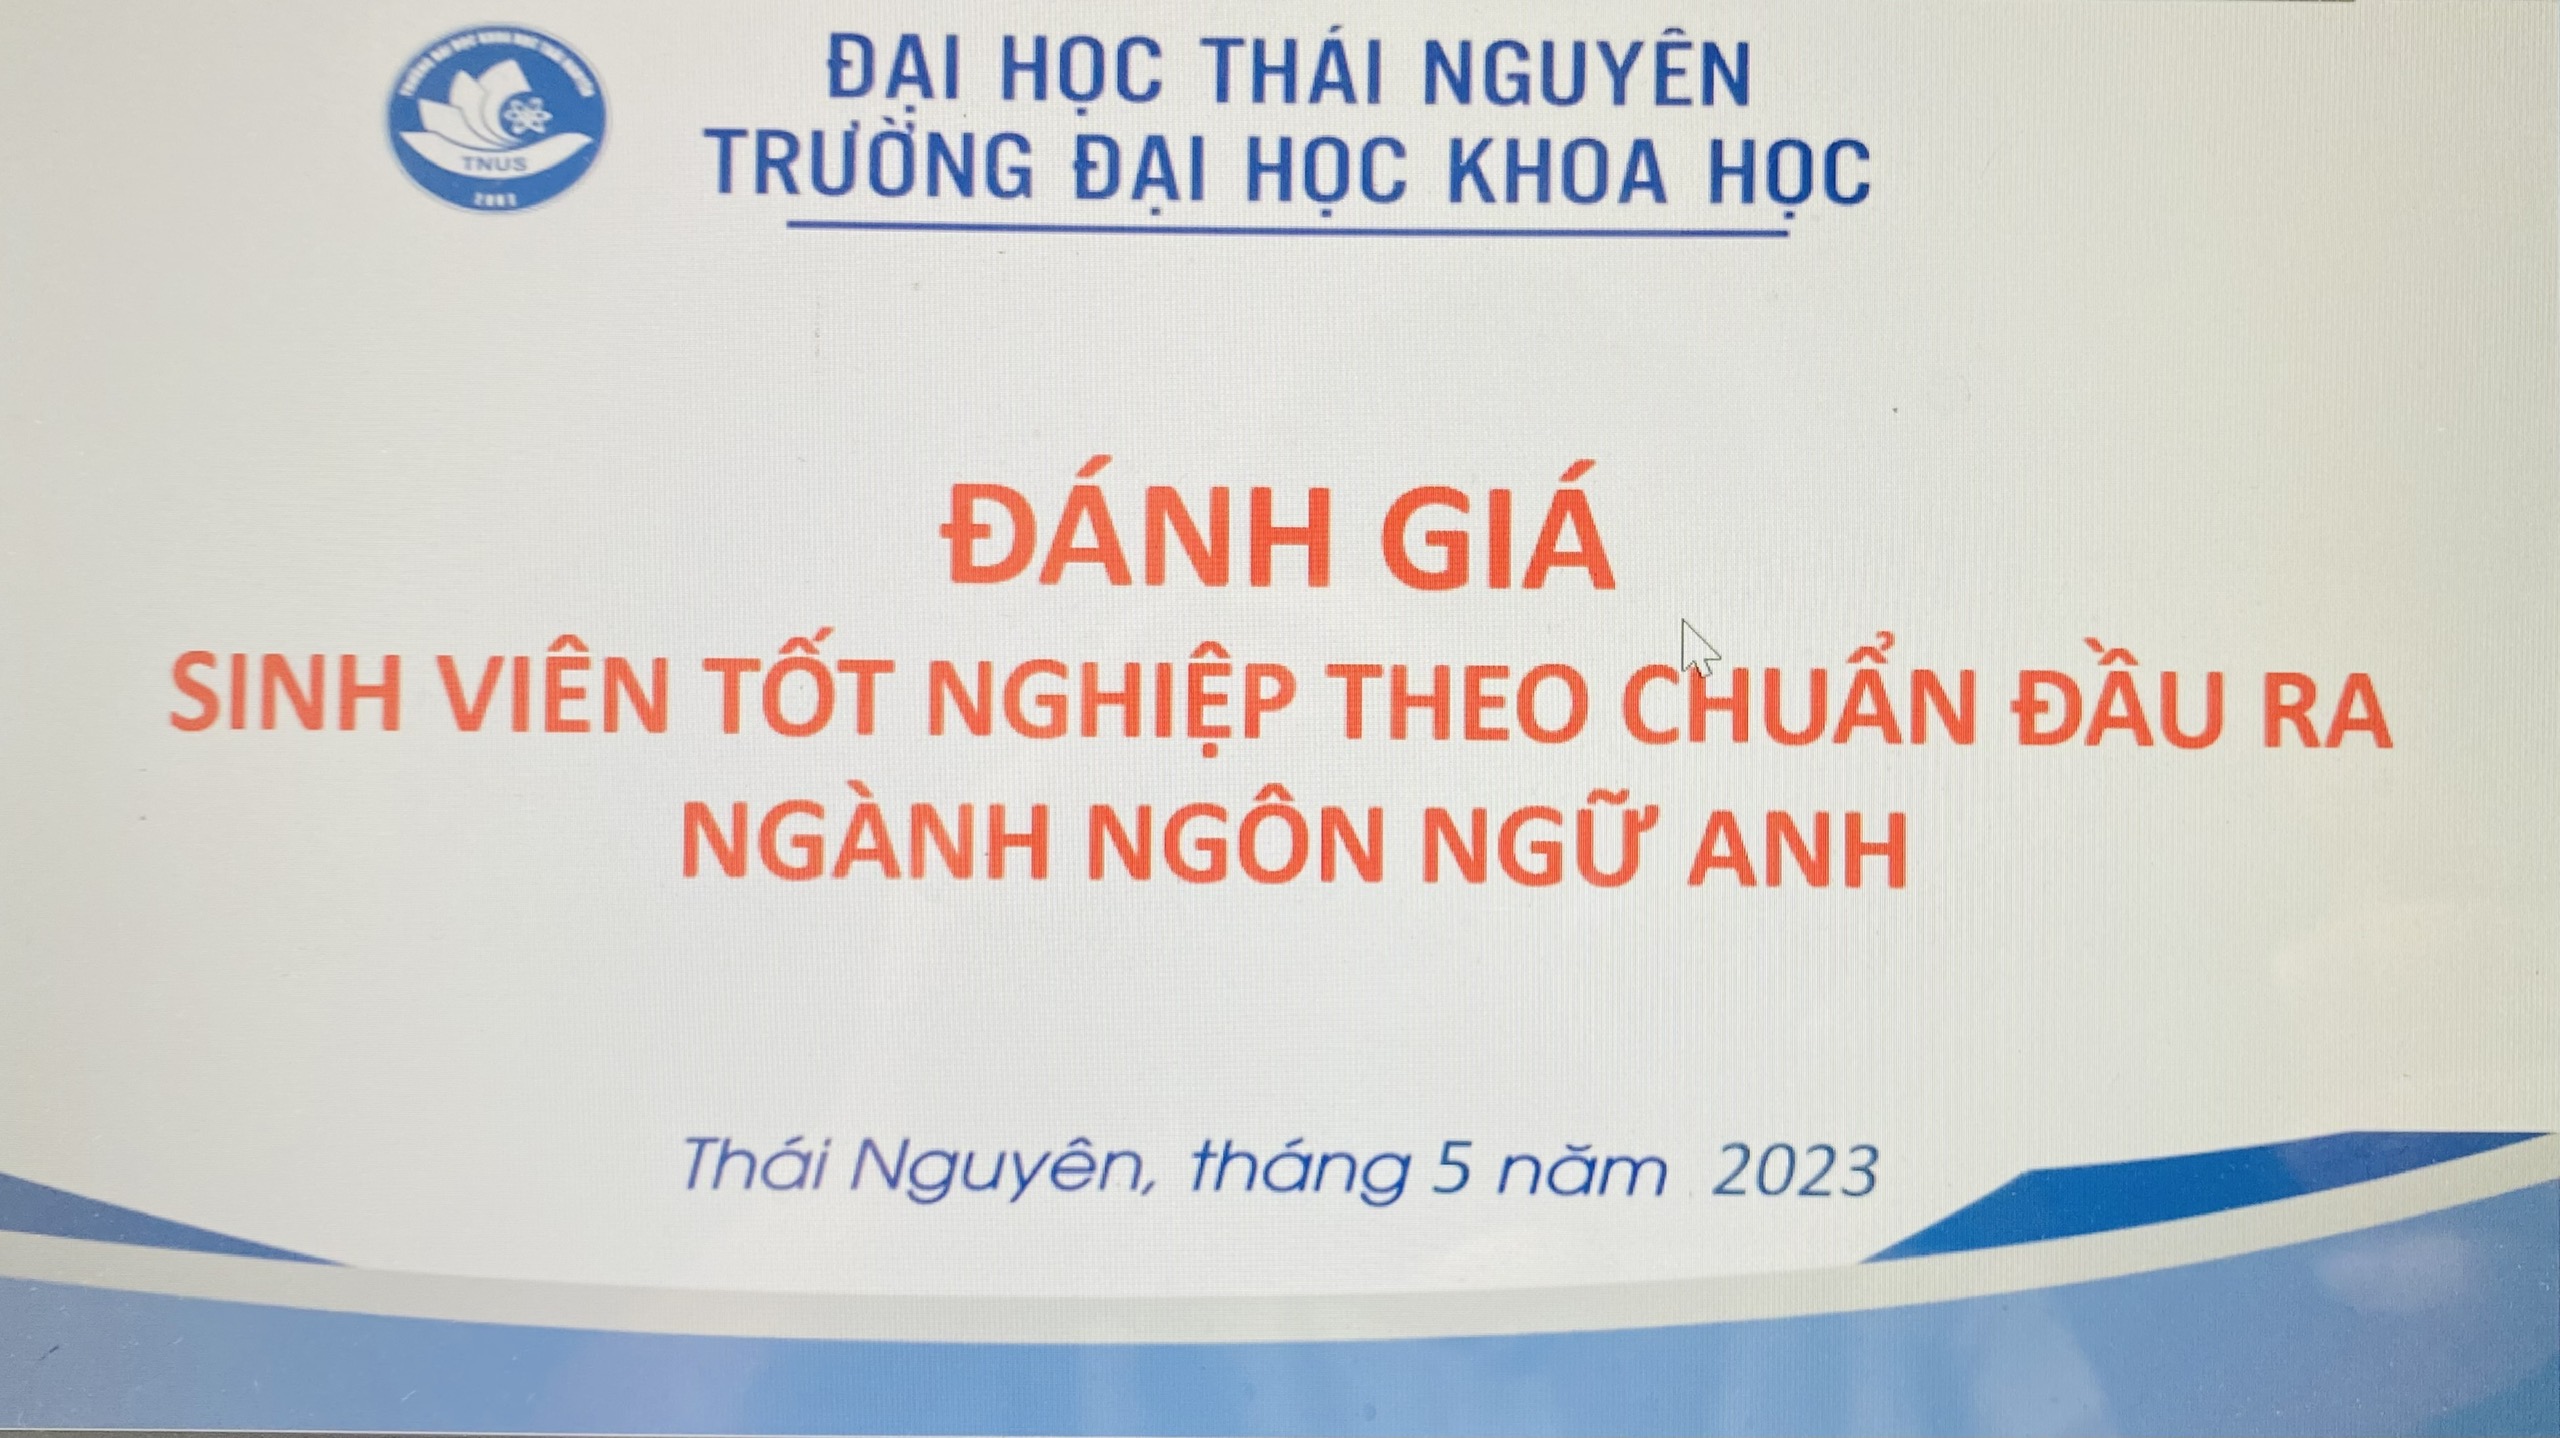 ĐẠI HỌC THÁI NGUYÊN
TRƯỜNG ĐẠI HỌC KHOA HỌC
TNUS
ĐÁNH GIÁ
SINH VIÊN TỐT NGHIỆP THEO CHUẨN ĐẦU RA
NGÀNH NGÔN NGỮ ANH
Thái Nguyên, tháng 5 năm 2023